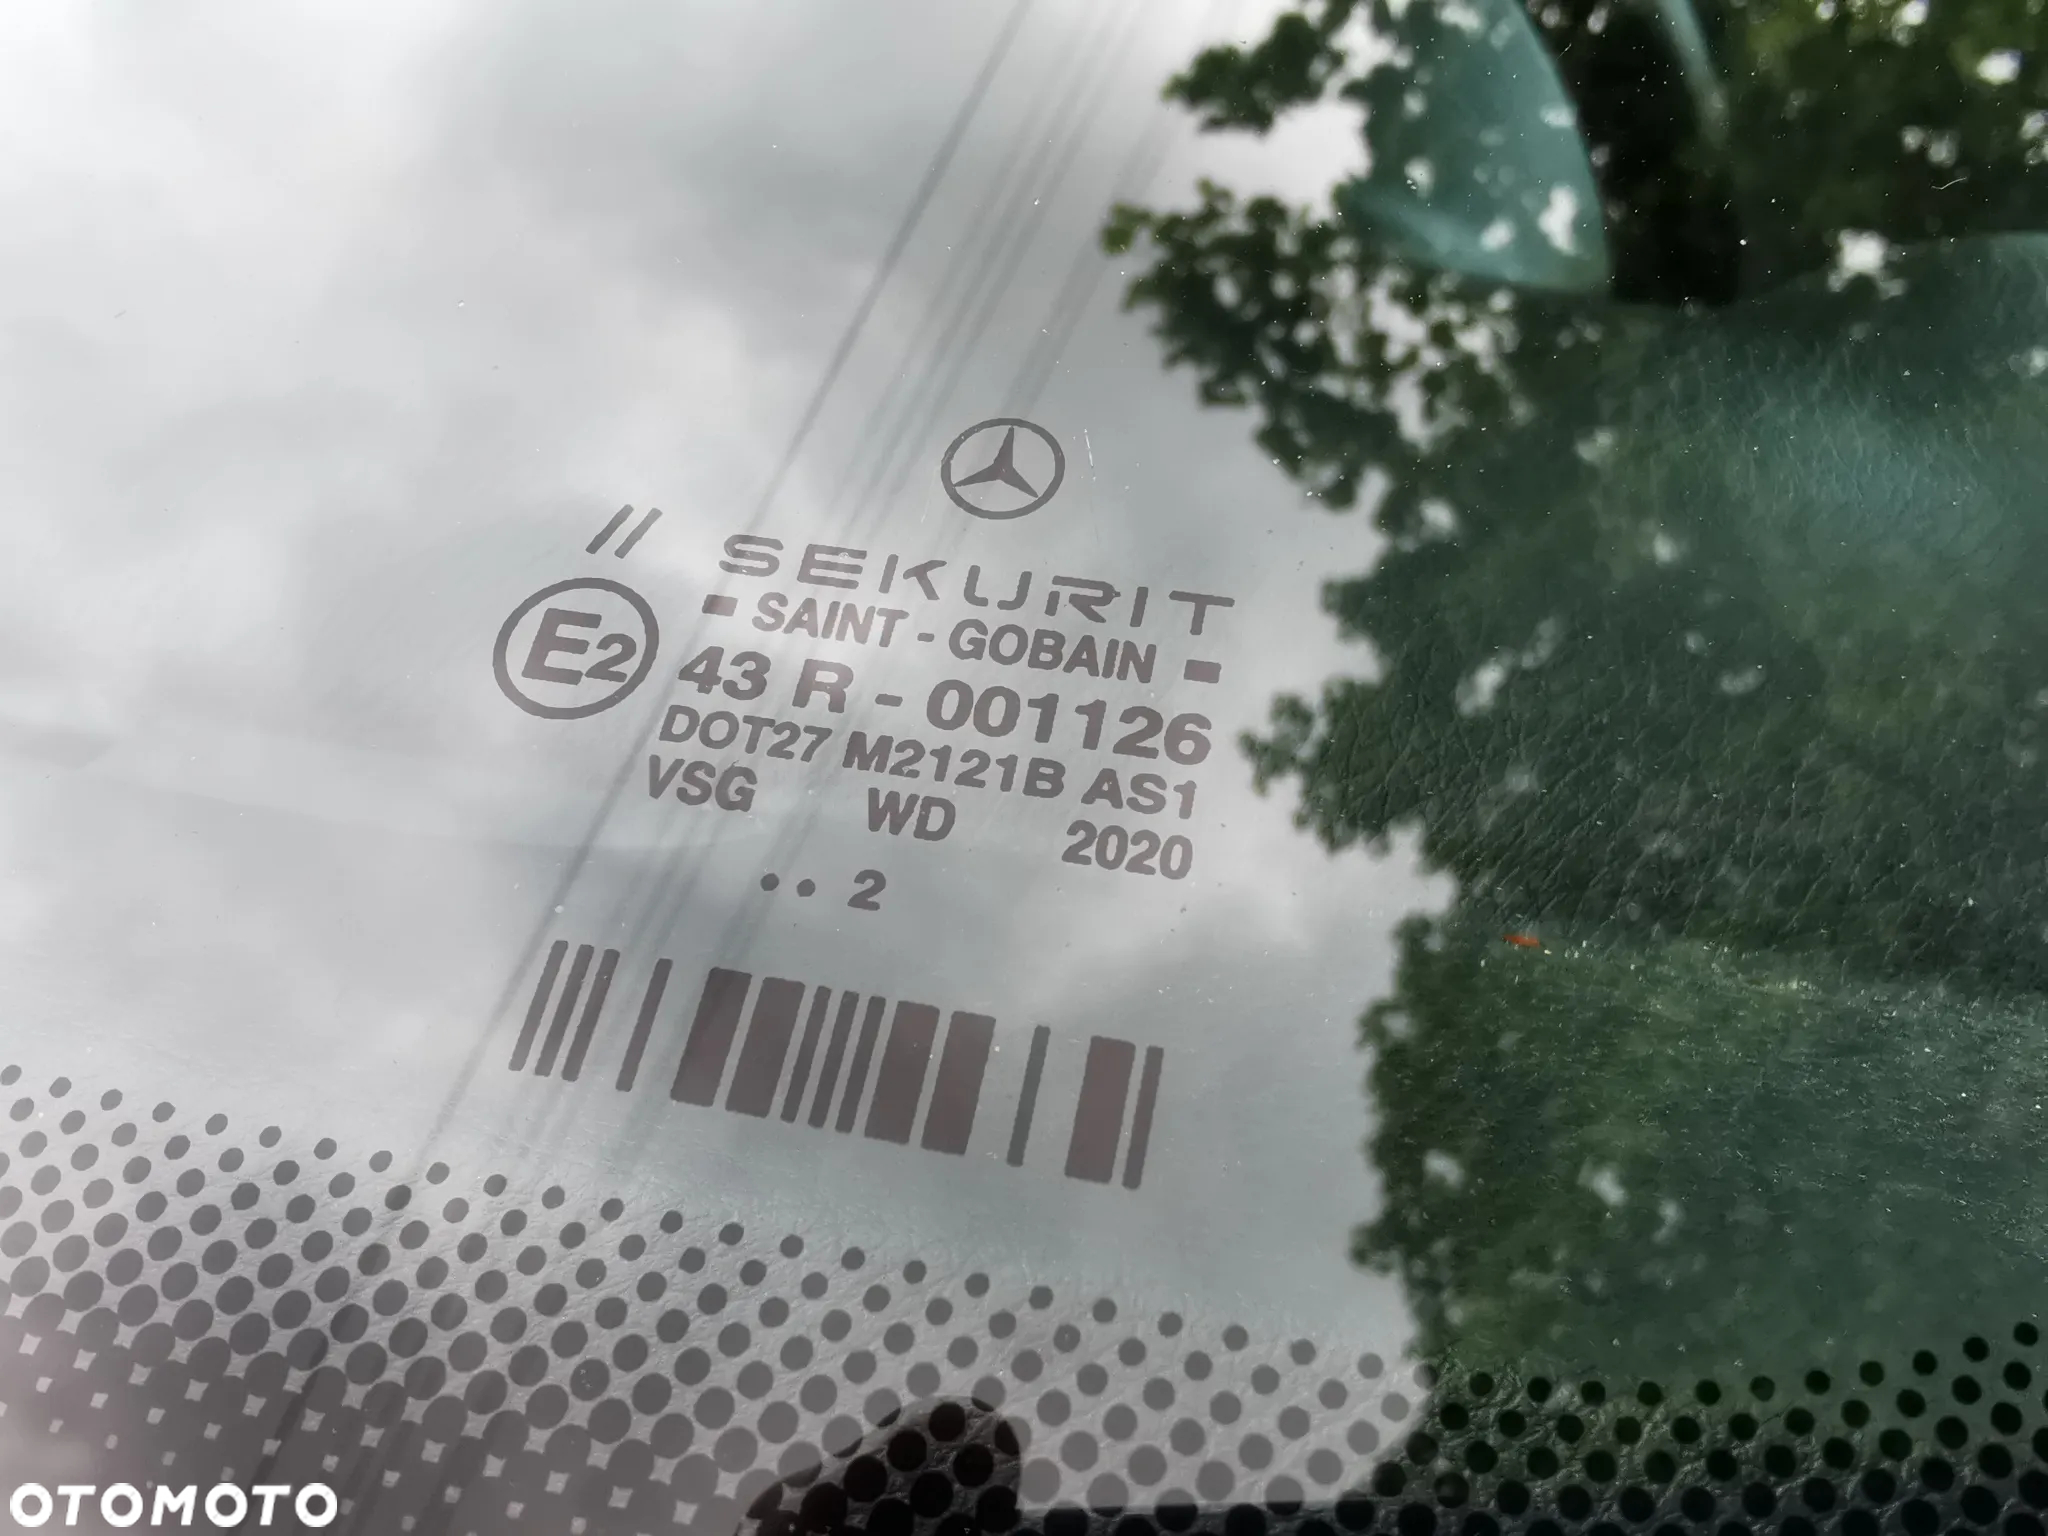 // SEKURIT
- SAINT - GOBAIN -
E2 43 R - 001126
DOT27 M2121B AS1
VSG WD 2020
.. 2
OTOMOTO